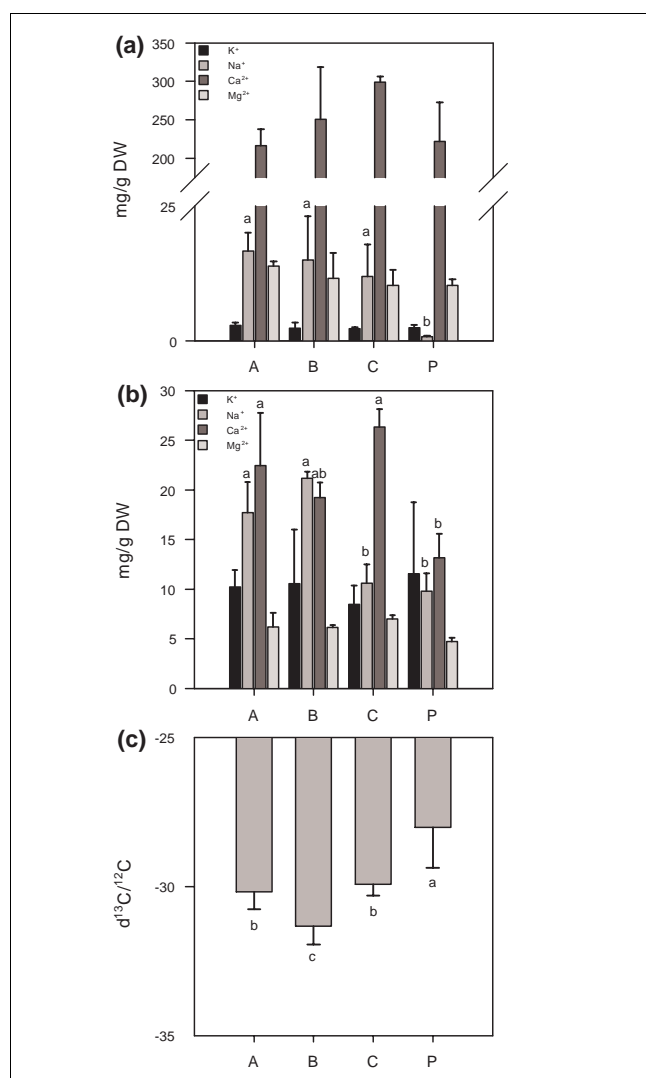 (a)
350
300
250
200
25
0
mg/g DW
K+
Na+
Ca2+
Mg2+
a
a
a
b
A B C P
(b)
30
25
20
15
10
5
0
mg/g DW
K+
Na+
Ca2+
Mg2+
a a
a ab
b a
b b
A B C P
(c)
-25
-30
-35
d13C/12C
b
c
b
a
A B C P